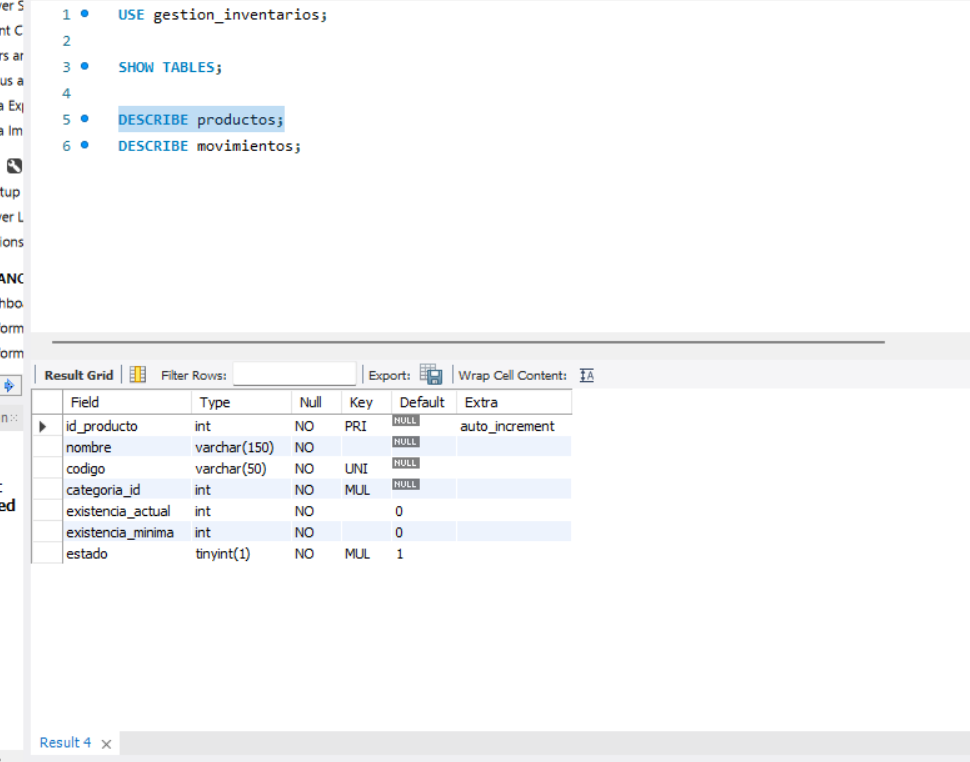 1 USE gestion_inventarios;
2
3 SHOW TABLES;
4
5 DESCRIBE productos;
6 DESCRIBE movimientos;
Result Grid Filter Rows: Export: Wrap Cell Content:
Field Type Null Key Default Extra
id_producto int NO PRI NULL auto_increment
nombre varchar(150) NO NULL
codigo varchar(50) NO UNI NULL
categoria_id int NO MUL NULL
existencia_actual int NO 0
existencia_minima int NO 0
estado tinyint(1) NO MUL 1
Result 4